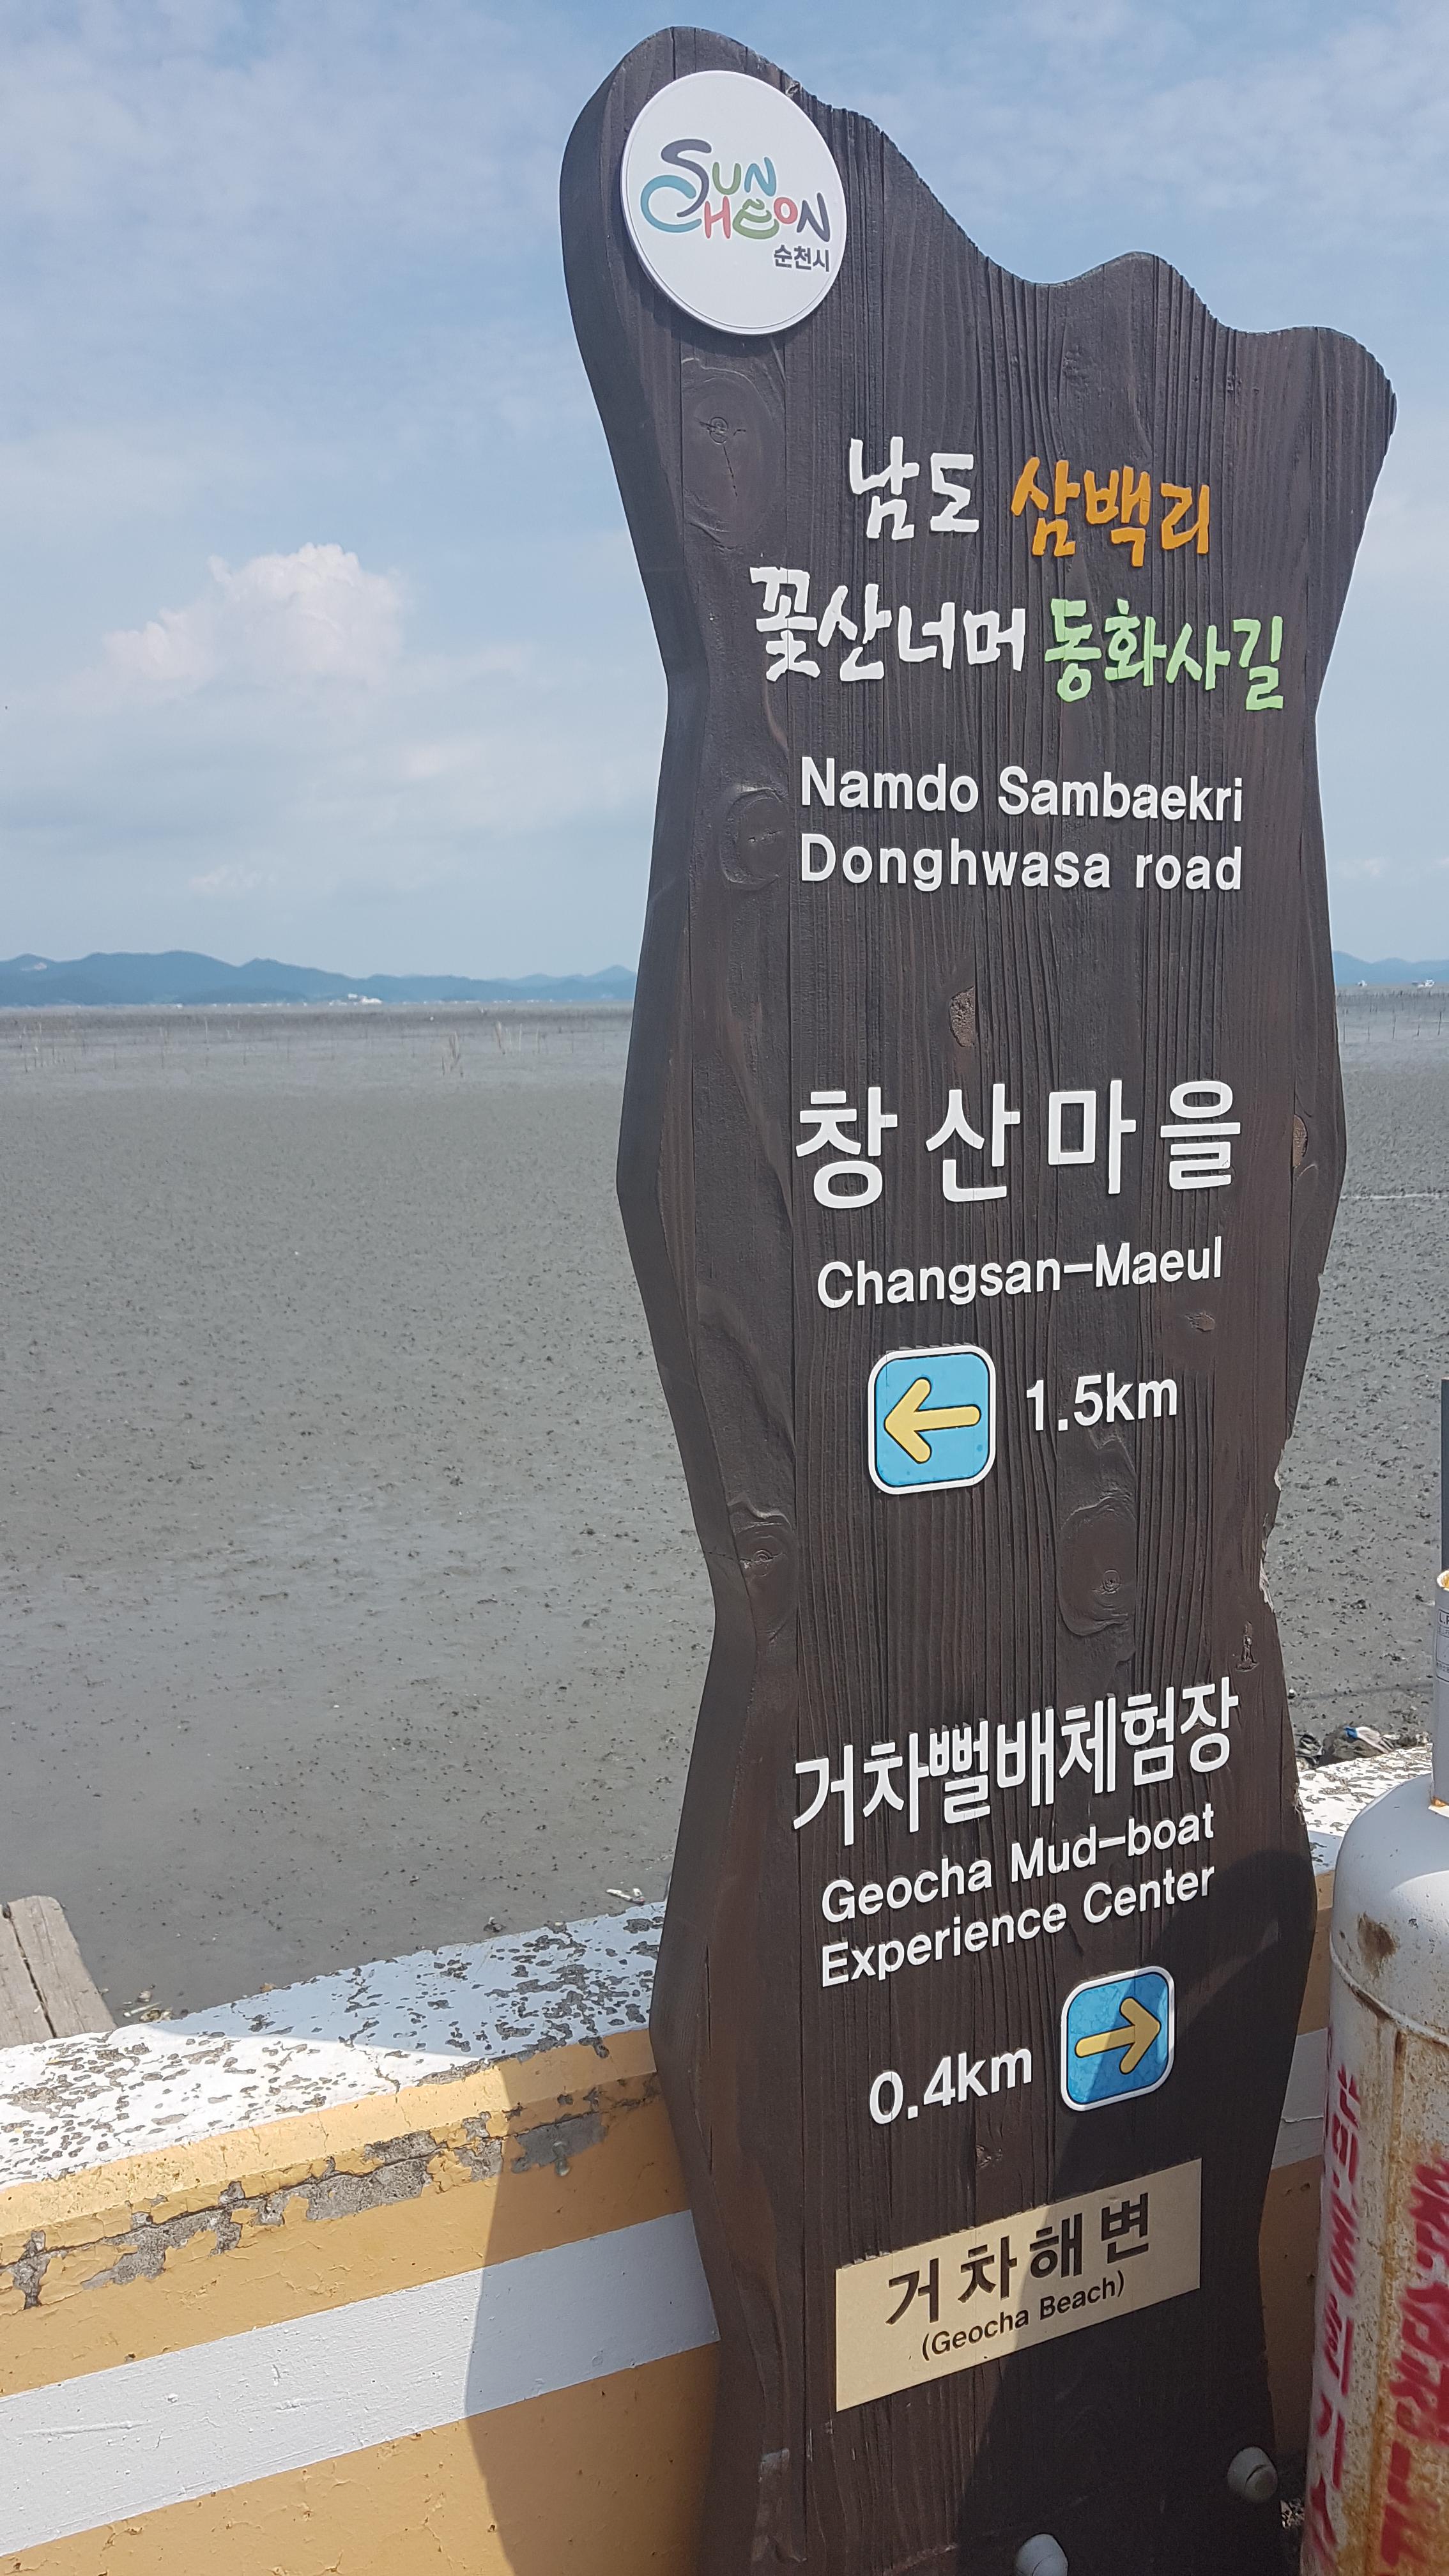 SUN
CHEON
순천시
남도 삼백리
꽃산너머 동화사길
Namdo Sambaekri
Donghwasa road
창산마을
Changsan-Maeul
1.5km
거차뻘배체험장
Geocha Mud-boat
Experience Center
0.4km
거차해변
(Geocha Beach)